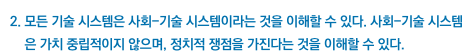 2. 모든 기술 시스템은 사회-기술 시스템이라는 것을 이해할 수 있다. 사회-기술 시스템
은 가치 중립적이지 않으며, 정치적 쟁점을 가진다는 것을 이해할 수 있다.